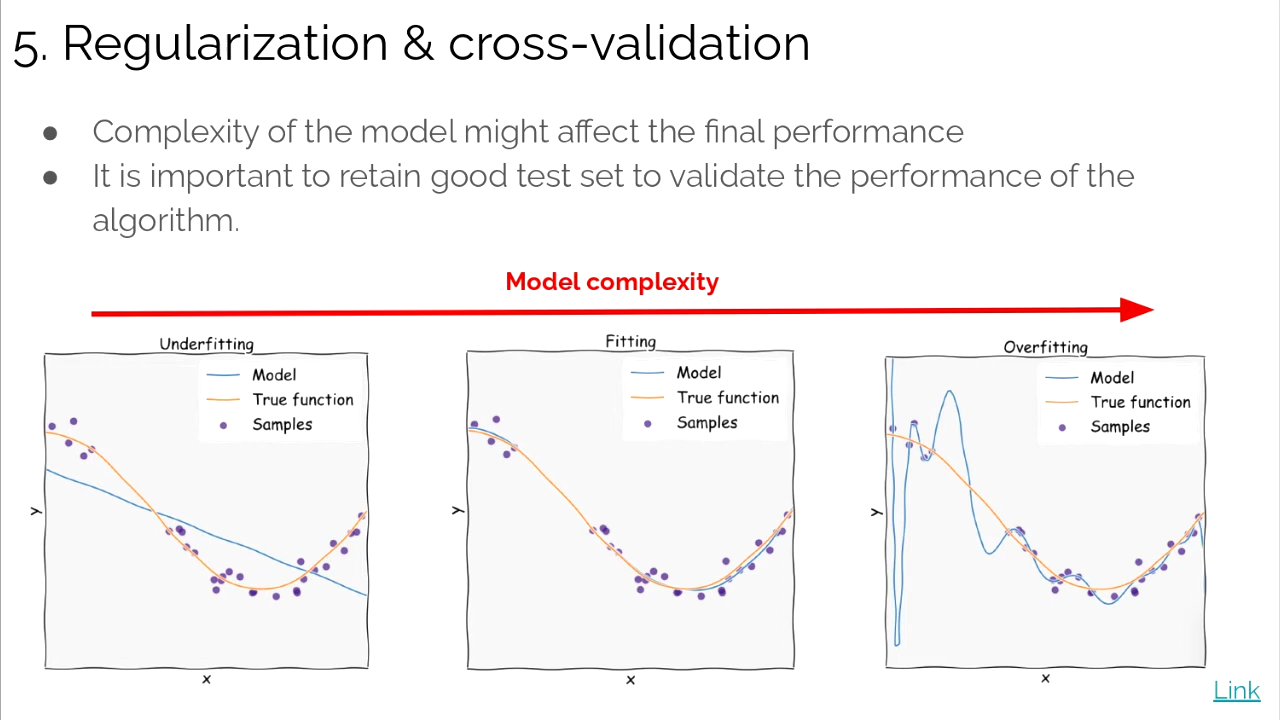 5. Regularization & cross-validation
● Complexity of the model might affect the final performance
● It is important to retain good test set to validate the performance of the
algorithm.
Model complexity
Underfitting
Model
True function
Samples
y
x
Fitting
Model
True function
Samples
y
x
Overfitting
Model
True function
Samples
y
x
Link